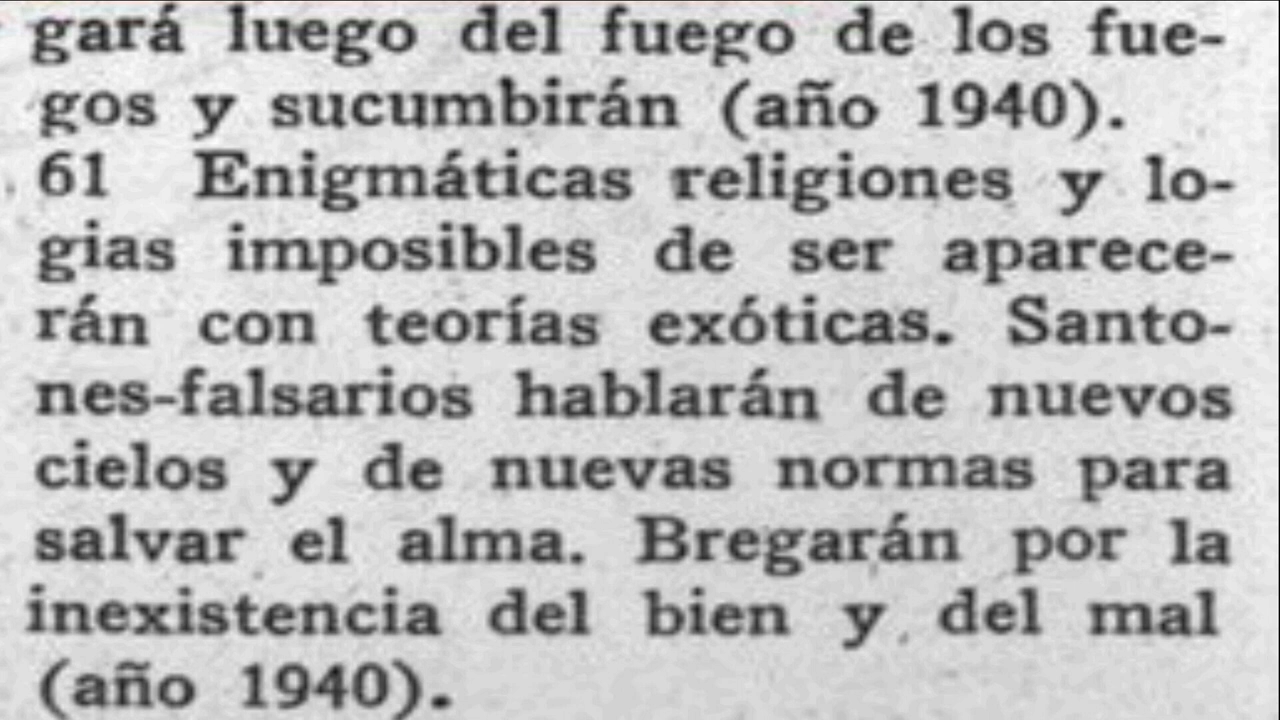 gará luego del fuego de los fue-
gos y sucumbirán (año 1940).
61 Enigmáticas religiones y lo-
gias imposibles de ser aparece-
rán con teorías exóticas. Santo-
nes-falsarios hablarán de nuevos
cielos y de nuevas normas para
salvar el alma. Bregarán por la
inexistencia del bien y del mal
(año 1940).